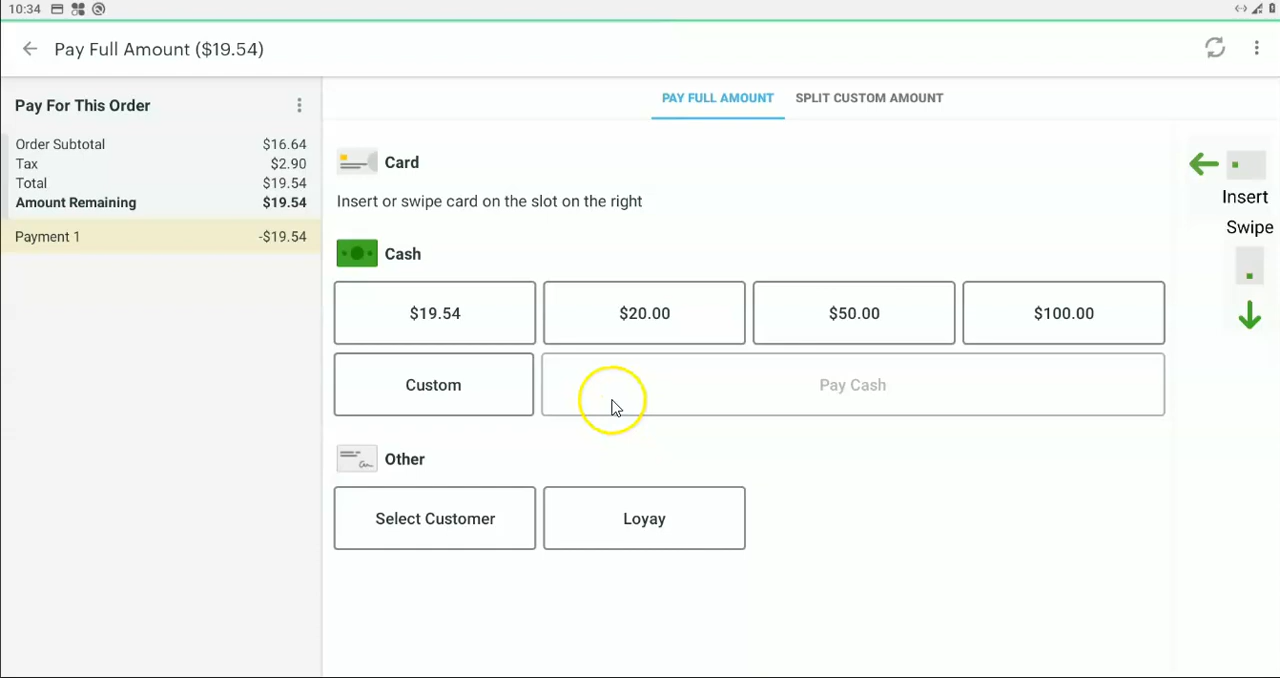 10:34
Pay Full Amount ($19.54)
Pay For This Order
Order Subtotal $16.64
Tax $2.90
Total $19.54
Amount Remaining $19.54
Payment 1 -$19.54
PAY FULL AMOUNT SPLIT CUSTOM AMOUNT
Card
Insert or swipe card on the slot on the right
Insert
Swipe
Cash
$19.54 $20.00 $50.00 $100.00
Custom Pay Cash
Other
Select Customer Loyay